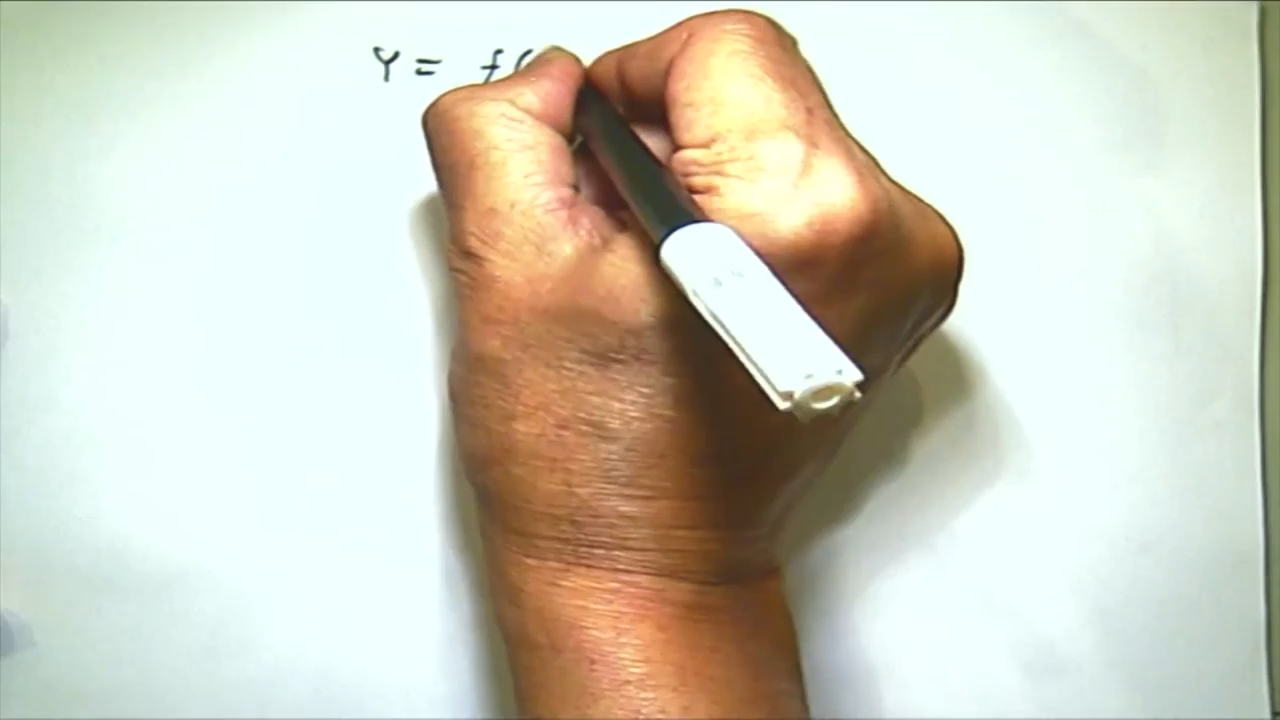 Y = f(